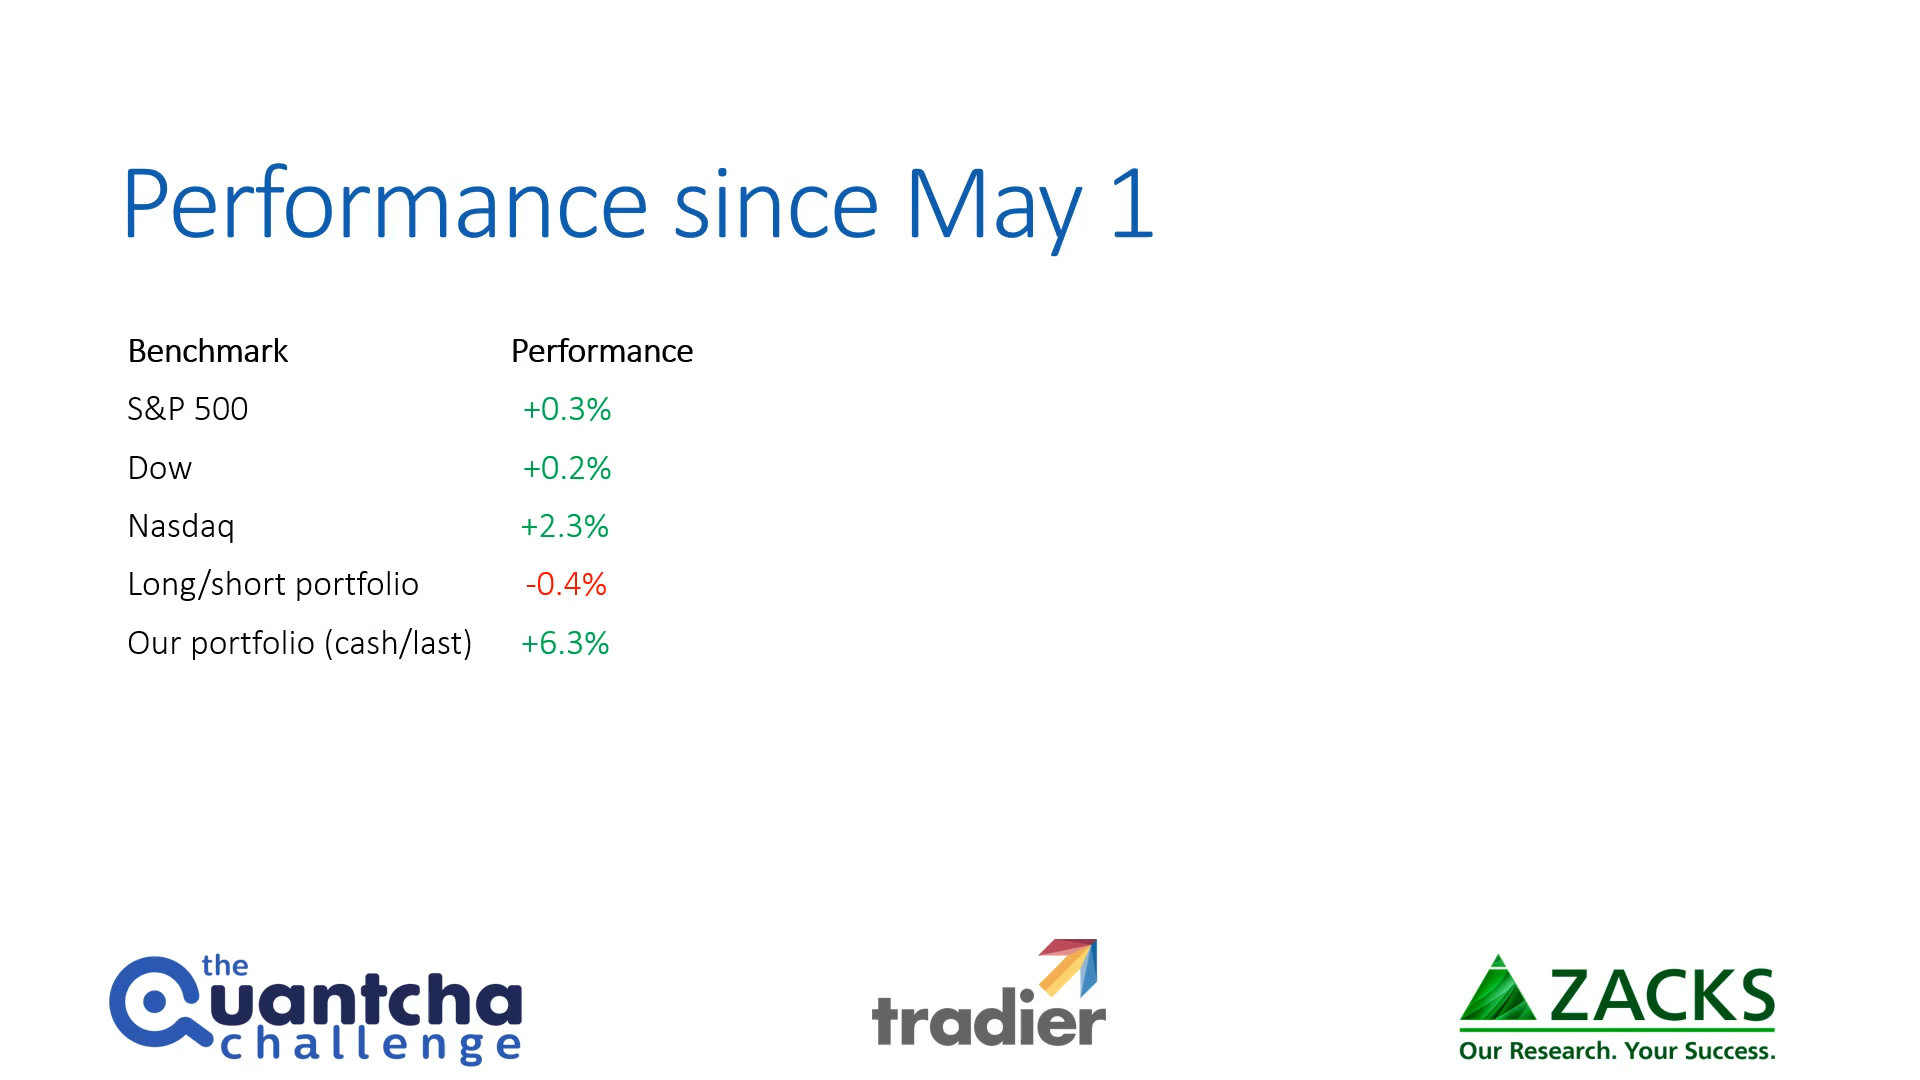 Performance since May 1
Benchmark Performance
S&P 500 +0.3%
Dow +0.2%
Nasdaq +2.3%
Long/short portfolio -0.4%
Our portfolio (cash/last) +6.3%
the
Quantcha
challenge
tradier
ZACKS
Our Research. Your Success.